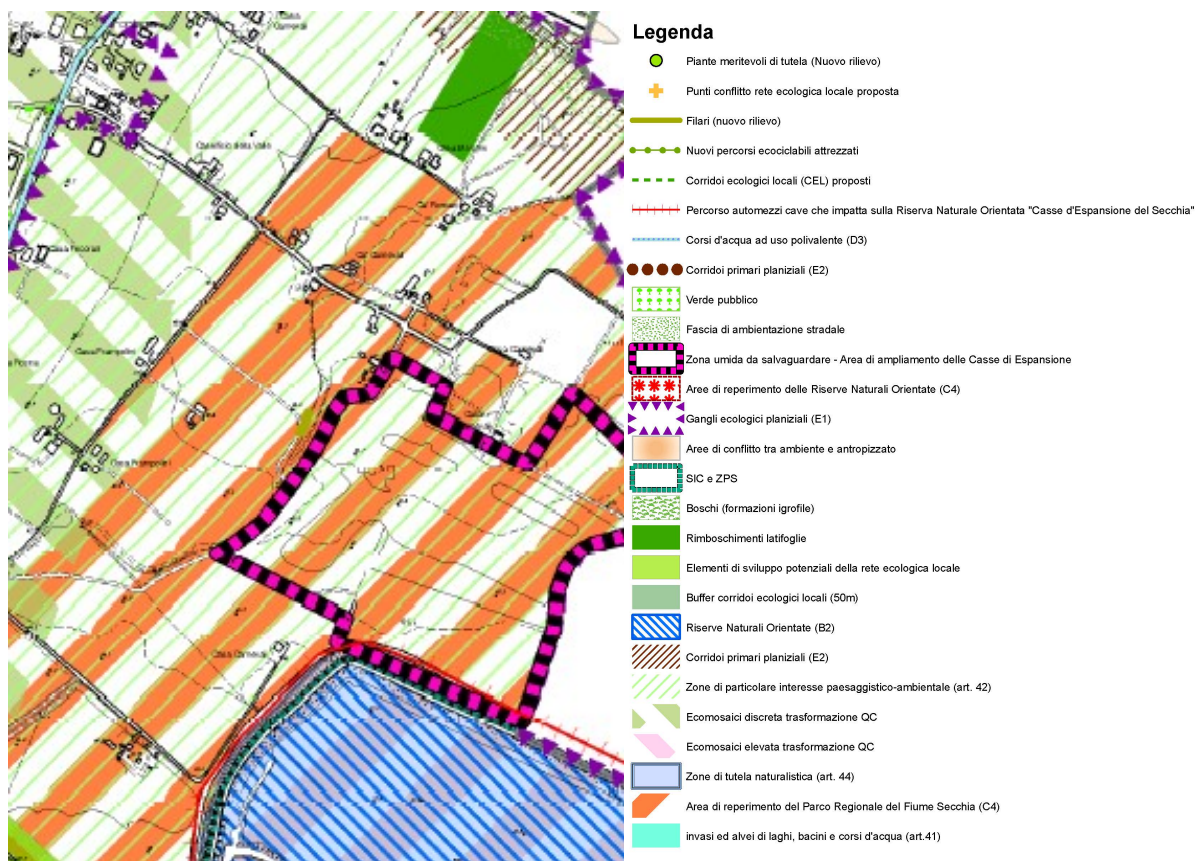 Legenda
Piante meritevoli di tutela (Nuovo rilievo)
Punti conflitto rete ecologica locale proposta
Filari (nuovo rilievo)
Nuovi percorsi ecociclabili attrezzati
Corridoi ecologici locali (CEL) proposti
Percorso automezzi cave che impatta sulla Riserva Naturale Orientata "Casse d'Espansione del Secchia"
Corsi d'acqua ad uso polivalente (D3)
Corridoi primari planiziali (E2)
Verde pubblico
Fascia di ambientazione stradale
Zona umida da salvaguardare - Area di ampliamento delle Casse di Espansione
Aree di reperimento delle Riserve Naturali Orientate (C4)
Gangli ecologici planiziali (E1)
Aree di conflitto tra ambiente e antropizzato
SIC e ZPS
Boschi (formazioni igrofile)
Rimboschimenti latifoglie
Elementi di sviluppo potenziali della rete ecologica locale
Buffer corridoi ecologici locali (50m)
Riserve Naturali Orientate (B2)
Corridoi primari planiziali (E2)
Zone di particolare interesse paesaggistico-ambientale (art. 42)
Ecomosaici discreta trasformazione QC
Ecomosaici elevata trasformazione QC
Zone di tutela naturalistica (art. 44)
Area di reperimento del Parco Regionale del Fiume Secchia (C4)
invasi ed alvei di laghi, bacini e corsi d'acqua (art.41)